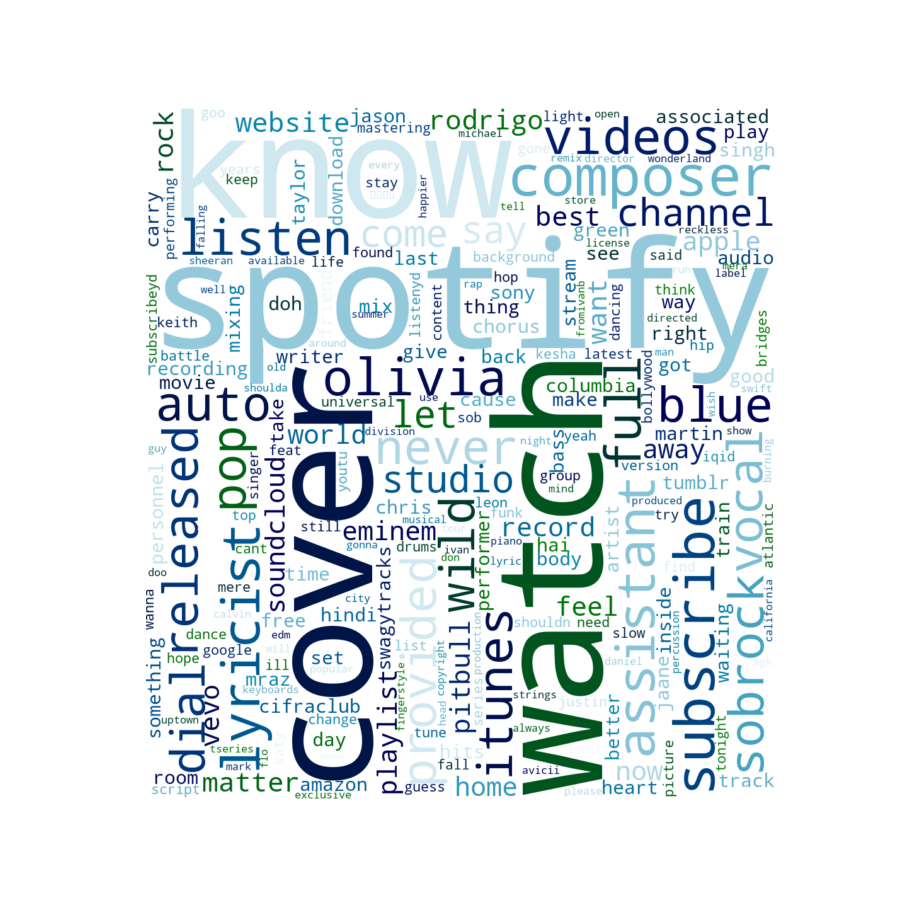 goo
know
rock
website
jason
mastering
rodrigo
michael
light
open
associated
videos
play
singh
gone
remix
director
wonderland
years
keep
every
stay
taylor
download
happier
composer
carry
performing
falling
tell
store
best
channel
reckless
listen
come
say
green
license
see
said
apple
audio
sheeran
available
life
found
last
background
spotify
run
mera
label
well
friend
hop
rap
sony
thing
stream
fromivanb
want
dancing
think
way
directed
right
hip
bridges
subscribeyd
keith
mixing
doh
mix
summer
listenyd
content
chorus
around
battle
recording
movie
old
shoulda
writer
give
back
kesha
latest
bollywood
man
got
good
swift
cover
olivia
universal
use
cause
columbia
make
full
wish
blue
auto
take
let
sob
watch
world
division
feat
never
night
yeah
bass
martin
show
away
iqid
version
guy
personnel
released
pop
singer
soundcloud
youtu
studio
group
mind
tumblr
burning
vocal
produced
try
train
atlantic
top
still
chris
musical
eminem
tour
wild
leon
funk
performer
record
artist
assistant
subscribe
sobrock
cant
gonna
drums
ivan
don
piano
lyric
hai
body
find
doo
mere
time
tracks
swagy
provided
daniel
mgk
california
wanna
dial
lyricist
calvin
city
free
hindi
list
shouldn
need
feel
slow
inside
jaane
percussion
waiting
dance
edm
google
will
hope
ill
set
popular
mraz
keyboards
playlist
fingerstyle
head
copyright
pitbull
series
production
itunes
strings
justin
something
uptown
vevo
cifraclub
change
tune
always
better
tonight
tseries
flo
katy
day
hits
mark
fall
avicii
now
picture
room
script
matter
amazon
exclusive
guess
home
please
heart
track